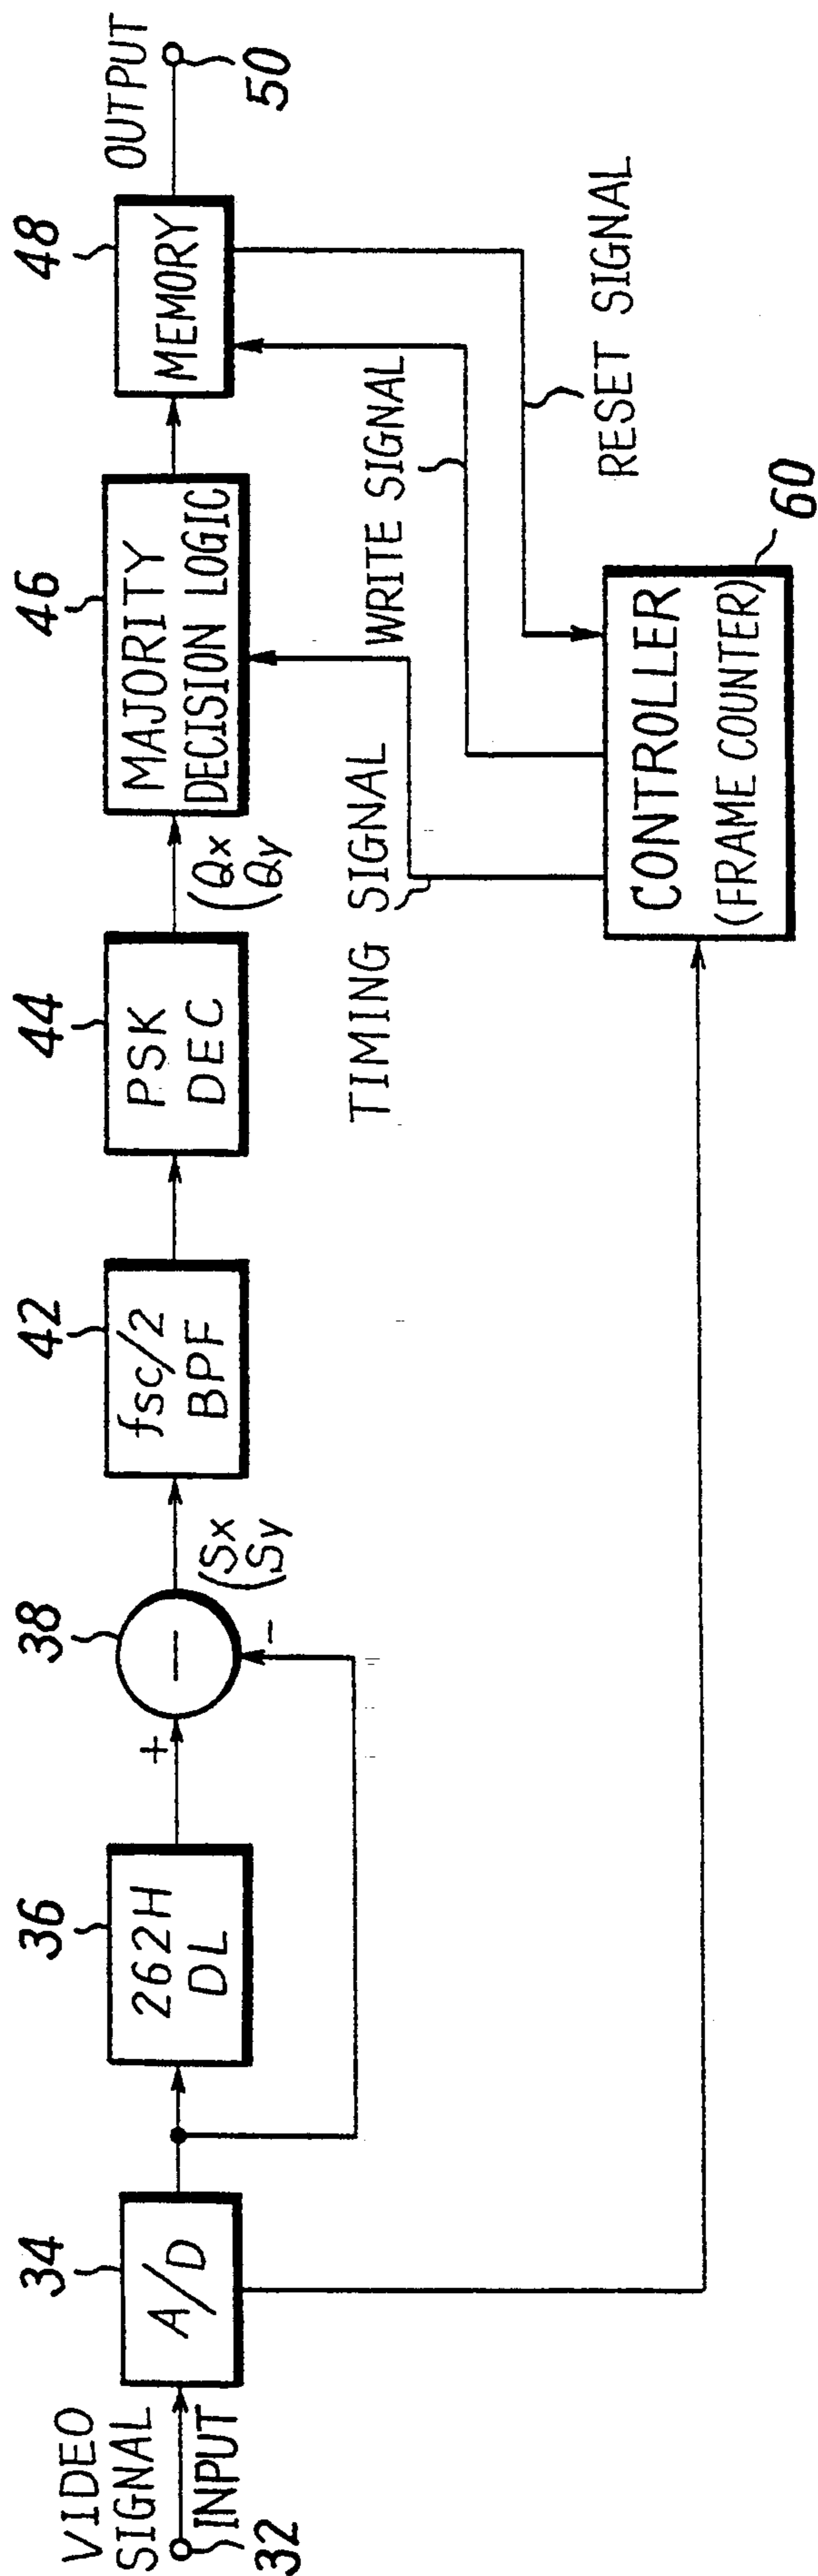 VIDEO
SIGNAL
INPUT
32
34
A/D
36
262H
DL
+
-
38
—
(Sx
(Sy
42
fsc/2
BPF
44
PSK
DEC
(Qx
(Qy
46
MAJORITY
DECISION LOGIC
48
MEMORY
OUTPUT
50
TIMING SIGNAL
WRITE SIGNAL
RESET SIGNAL
CONTROLLER
(FRAME COUNTER)
60